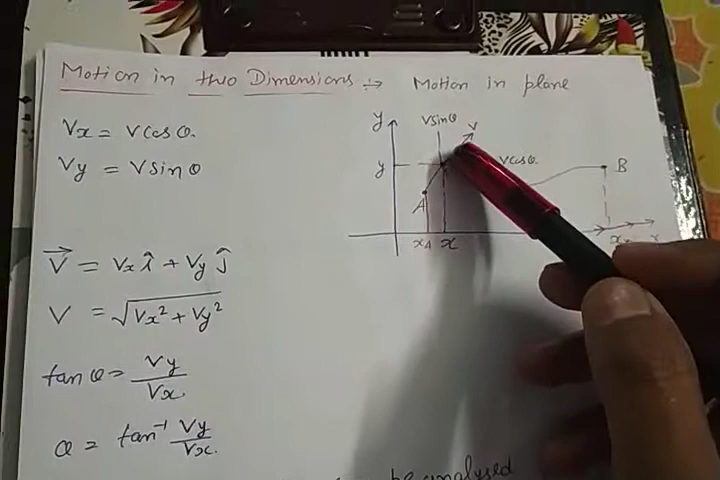 Motion in two Dimensions :- Motion in plane
Vx = V Cos θ.
Vy = V Sin θ
V⃗ = Vx î + Vy ĵ
V = √(Vx² + Vy²)
tan θ = Vy/Vx.
θ = tan⁻¹ Vy/Vx.
y
V Sin θ
V
y
V Cos θ.
B
A
xA
x
be analysed